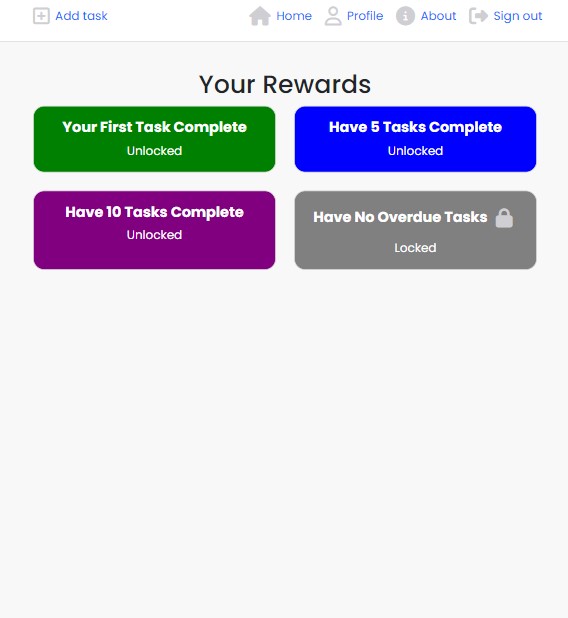 Add task Home Profile About Sign out
Your Rewards
Your First Task Complete
Unlocked
Have 5 Tasks Complete
Unlocked
Have 10 Tasks Complete
Unlocked
Have No Overdue Tasks
Locked